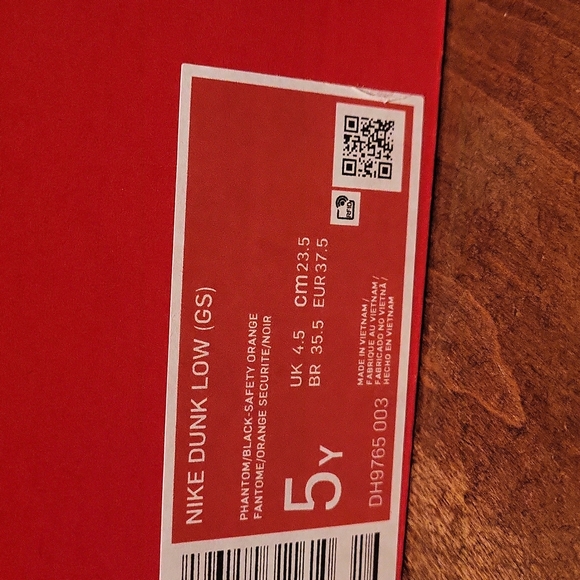 NIKE DUNK LOW (GS)
PHANTOM/BLACK-SAFETY ORANGE
FANTOME/ORANGE SECURITE/NOIR
5Y
UK 4.5 cm 23.5
BR 35.5 EUR 37.5
MADE IN VIETNAM /
FABRIQUE AU VIETNAM /
FABRICADO NO VIETNÃ /
HECHO EN VIETNAM
DH9765 003